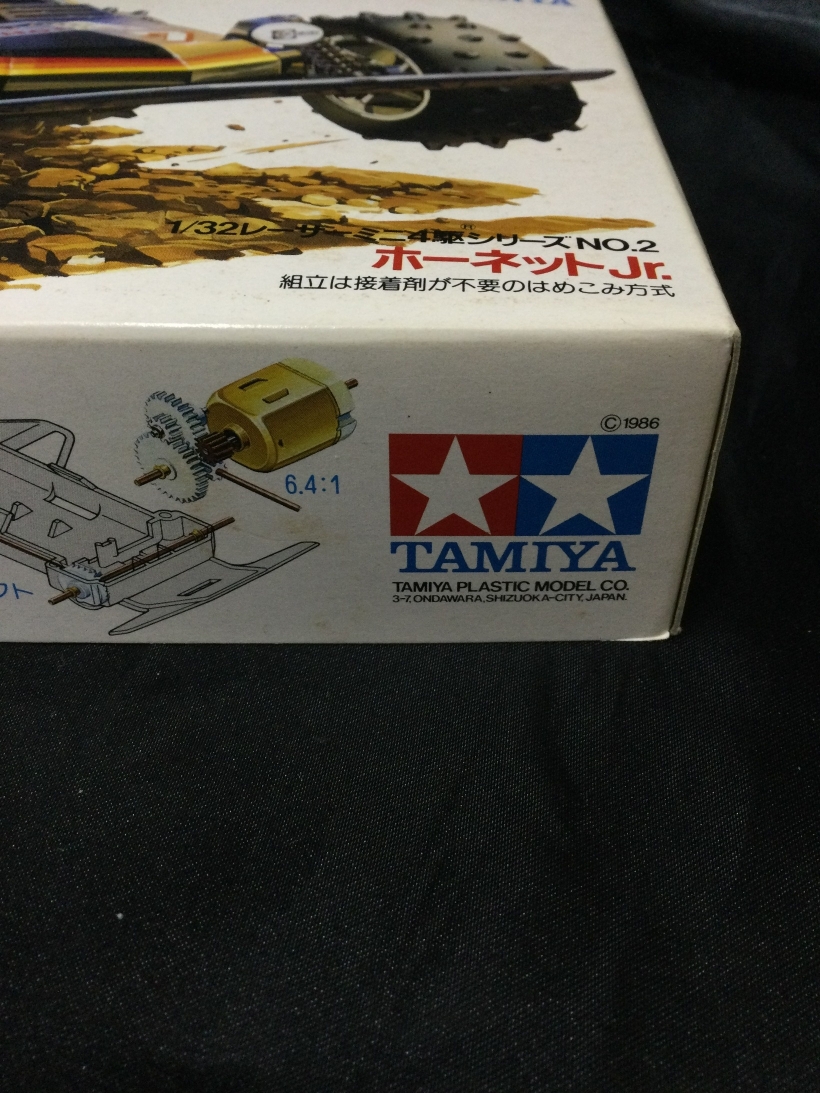 1/32レーサーミニ4駆シリーズNO.2
ホーネットJr.
組立は接着剤が不要のはめこみ方式
©1986
6.4:1
TAMIYA
TAMIYA PLASTIC MODEL CO.
3-7, ONDAWARA, SHIZUOKA-CITY, JAPAN.
フト